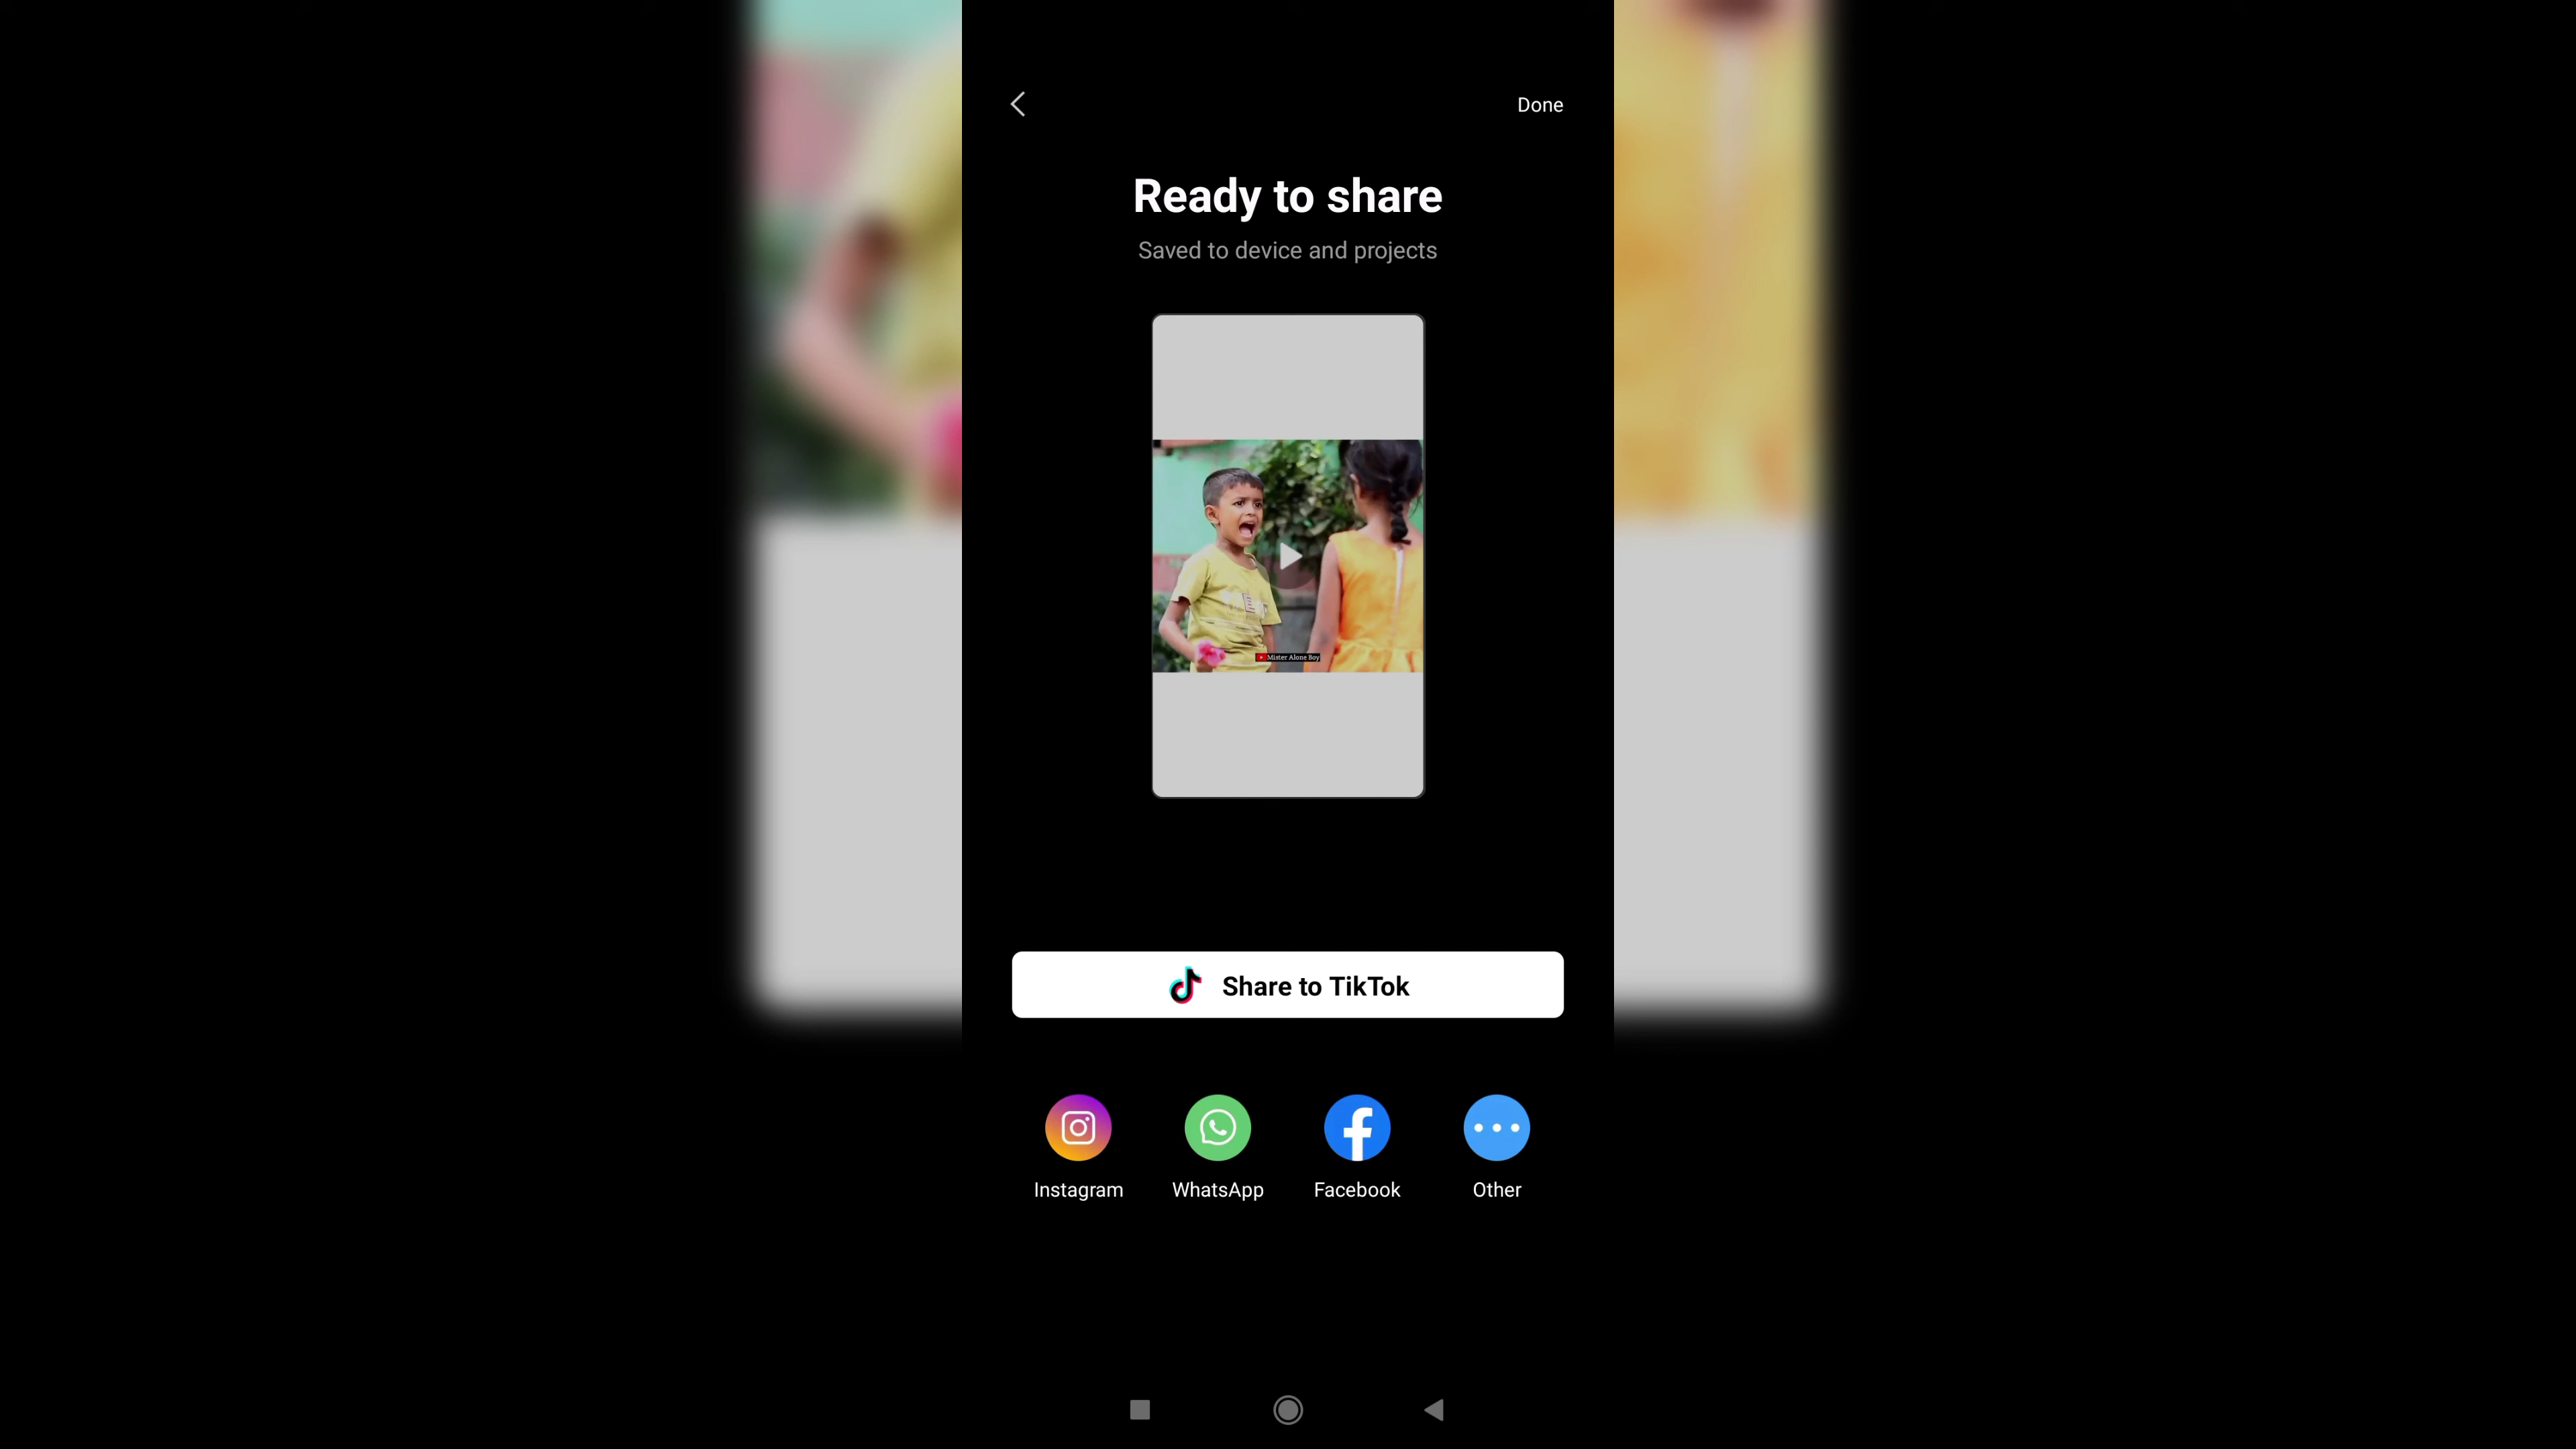 Done
Ready to share
Saved to device and projects
Mister Alone Boy
Share to TikTok
Instagram
WhatsApp
Facebook
Other